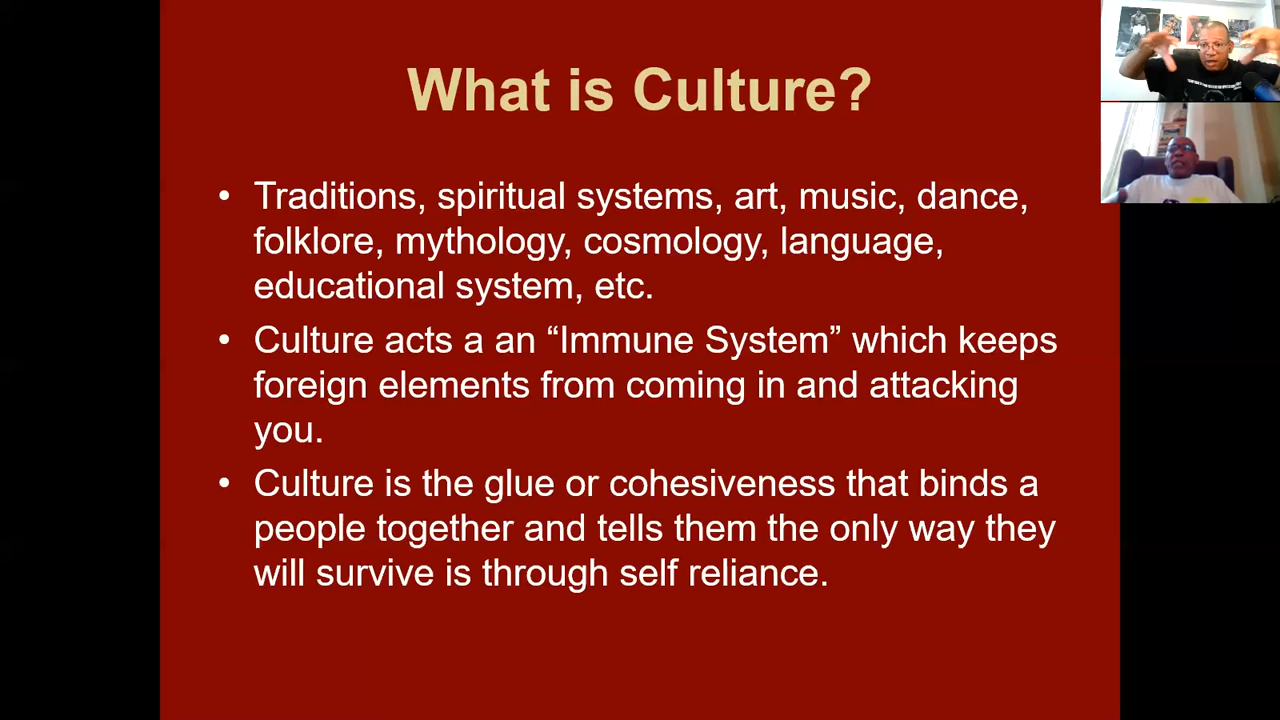 What is Culture?
• Traditions, spiritual systems, art, music, dance,
folklore, mythology, cosmology, language,
educational system, etc.
• Culture acts a an “Immune System” which keeps
foreign elements from coming in and attacking
you.
• Culture is the glue or cohesiveness that binds a
people together and tells them the only way they
will survive is through self reliance.